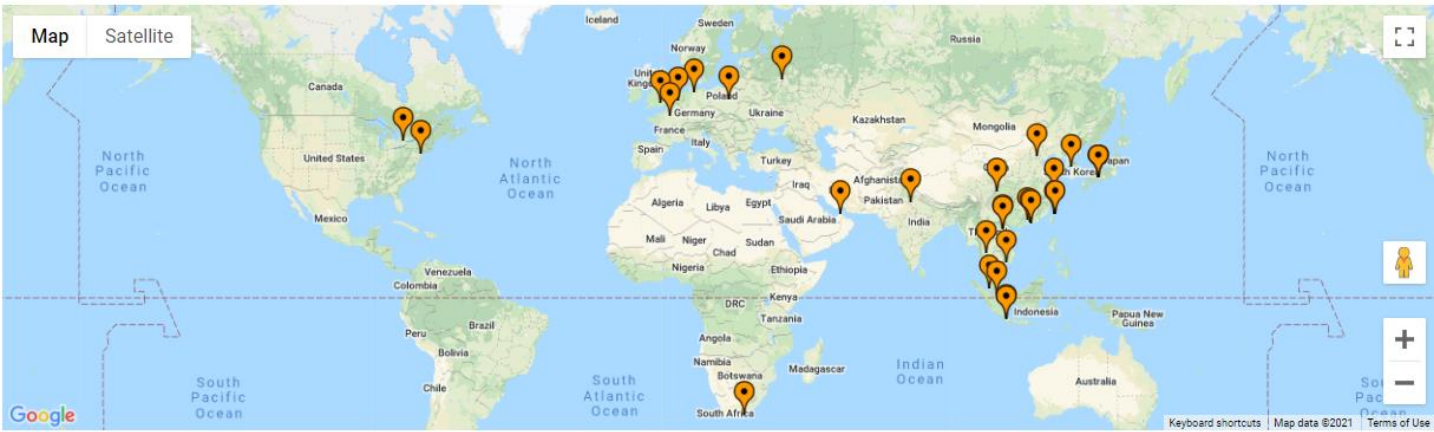 Map Satellite
Iceland
Sweden
Russia
Norway
Canada
Poland
Germany
Ukraine
Kazakhstan
Mongolia
France
Italy
Spain
Turkey
United States
North
Pacific
Ocean
North
Atlantic
Ocean
North
Pacific
Ocean
Iraq
Pakistan
Algeria
Libya
Egypt
Saudi Arabia
India
Mexico
Mali
Niger
Chad
Sudan
Nigeria
Ethiopia
Venezuela
Colombia
DRC
Kenya
Tanzania
Indonesia
Papua New
Guinea
Peru
Brazil
Angola
Bolivia
Namibia
Botswana
Madagascar
Indian
Ocean
Australia
Chile
South
Pacific
Ocean
South
Atlantic
Ocean
Google
Keyboard shortcuts Map data ©2021 Terms of Use